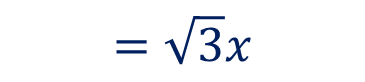 = √3x